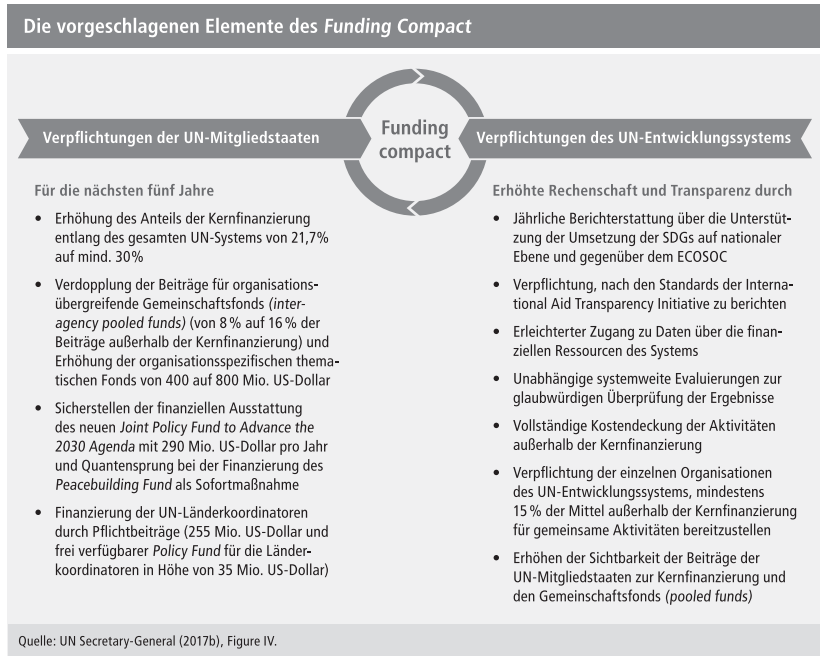 Die vorgeschlagenen Elemente des Funding Compact
Verpflichtungen der UN-Mitgliedstaaten
Funding
compact
Verpflichtungen des UN-Entwicklungssystems
Für die nächsten fünf Jahre
• Erhöhung des Anteils der Kernfinanzierung
entlang des gesamten UN-Systems von 21,7%
auf mind. 30%
• Verdopplung der Beiträge für organisations-
übergreifende Gemeinschaftsfonds (inter-
agency pooled funds) (von 8 % auf 16 % der
Beiträge außerhalb der Kernfinanzierung) und
Erhöhung der organisationsspezifischen thema-
tischen Fonds von 400 auf 800 Mio. US-Dollar
• Sicherstellen der finanziellen Ausstattung
des neuen Joint Policy Fund to Advance the
2030 Agenda mit 290 Mio. US-Dollar pro Jahr
und Quantensprung bei der Finanzierung des
Peacebuilding Fund als Sofortmaßnahme
• Finanzierung der UN-Länderkoordinatoren
durch Pflichtbeiträge (255 Mio. US-Dollar und
frei verfügbarer Policy Fund für die Länder-
koordinatoren in Höhe von 35 Mio. US-Dollar)
Erhöhte Rechenschaft und Transparenz durch
• Jährliche Berichterstattung über die Unterstüt-
zung der Umsetzung der SDGs auf nationaler
Ebene und gegenüber dem ECOSOC
• Verpflichtung, nach den Standards der Interna-
tional Aid Transparency Initiative zu berichten
• Erleichterter Zugang zu Daten über die finan-
ziellen Ressourcen des Systems
• Unabhängige systemweite Evaluierungen zur
glaubwürdigen Überprüfung der Ergebnisse
• Vollständige Kostendeckung der Aktivitäten
außerhalb der Kernfinanzierung
• Verpflichtung der einzelnen Organisationen
des UN-Entwicklungssystems, mindestens
15 % der Mittel außerhalb der Kernfinanzierung
für gemeinsame Aktivitäten bereitzustellen
• Erhöhen der Sichtbarkeit der Beiträge der
UN-Mitgliedstaaten zur Kernfinanzierung und
den Gemeinschaftsfonds (pooled funds)
Quelle: UN Secretary-General (2017b), Figure IV.